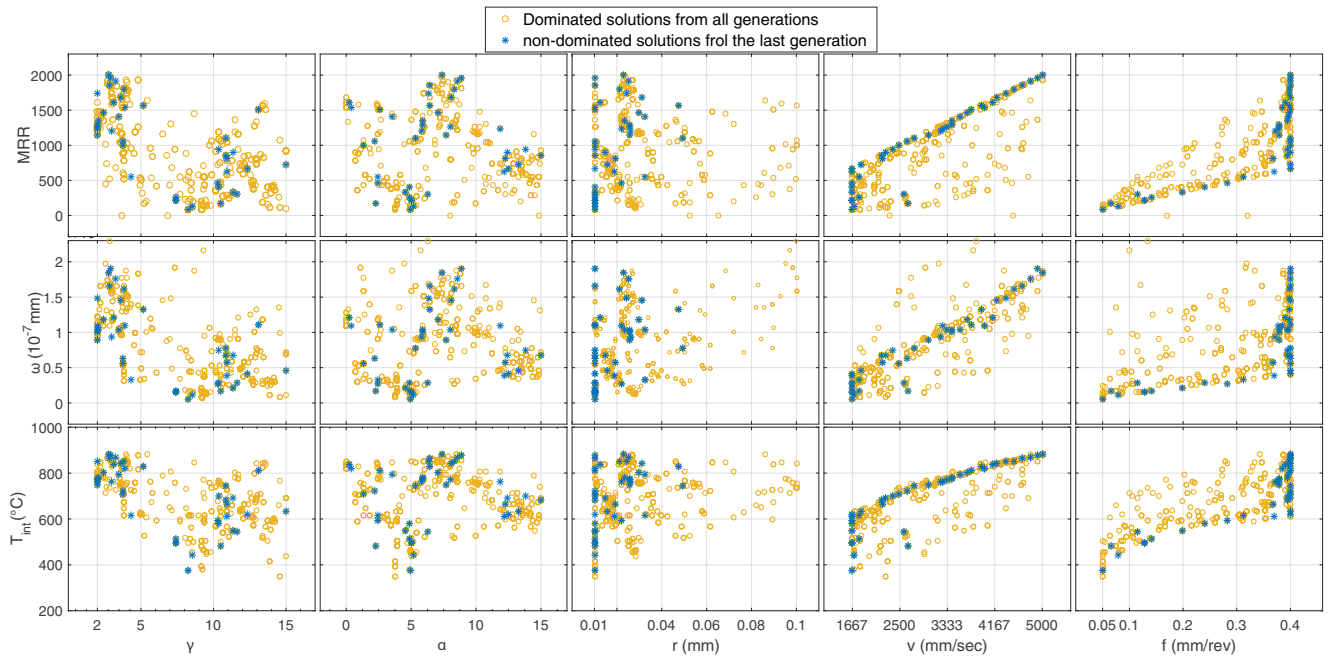 Dominated solutions from all generations
non-dominated solutions frol the last generation
2000
1500
1000
500
0
MRR
2
1.5
1
0.5
0
ω (10⁻⁷mm)
1000
800
600
400
200
T_int (°C)
2 5 10 15 0 5 10 15 0.01 0.02 0.04 0.06 0.08 0.1 1667 2500 3333 4167 5000 0.05 0.1 0.2 0.3 0.4
γ α r (mm) v (mm/sec) f (mm/rev)